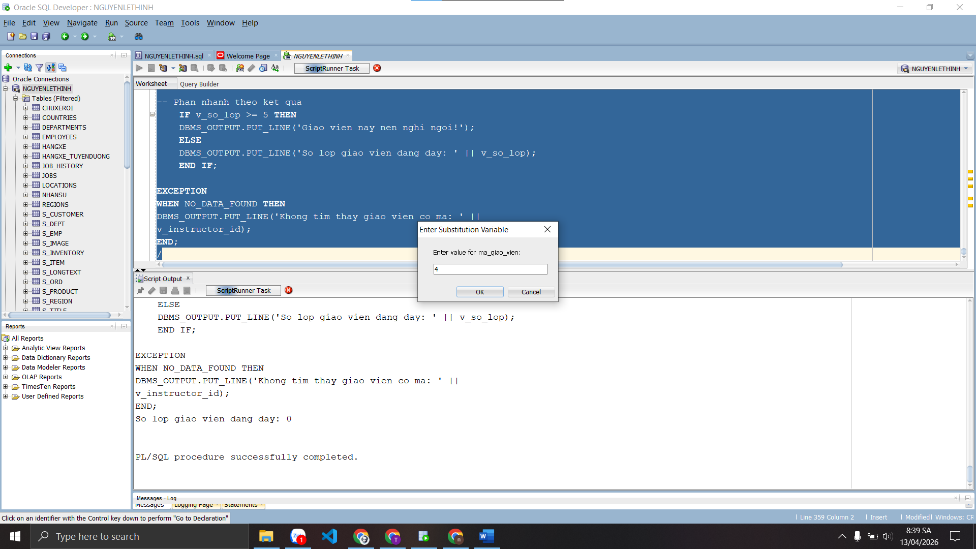 Oracle SQL Developer : NGUYENLETHINH
File Edit View Navigate Run Source Team Tools Window Help
Connections
Oracle Connections
NGUYENLETHINH
Tables (Filtered)
CHUXEROI
COUNTRIES
DEPARTMENTS
EMPLOYEES
HANGXE
HANGXE_TUYENDUONG
JOB_HISTORY
JOBS
LOCATIONS
NHANSU
REGIONS
S_CUSTOMER
S_DEPT
S_EMP
S_IMAGE
S_INVENTORY
S_ITEM
S_LONGTEXT
S_ORD
S_PRODUCT
S_REGION
S_TITLE
Reports
All Reports
Analytic View Reports
Data Dictionary Reports
Data Modeler Reports
OLAP Reports
TimesTen Reports
User Defined Reports
NGUYENLETHINH.sql Welcome Page NGUYENLETHINH
ScriptRunner Task
NGUYENLETHINH
Worksheet Query Builder
-- Phan nhanh theo ket qua
IF v_so_lop >= 5 THEN
DBMS_OUTPUT.PUT_LINE('Giao vien nay nen nghi ngoi!');
ELSE
DBMS_OUTPUT.PUT_LINE('So lop giao vien dang day: ' || v_so_lop);
END IF;
EXCEPTION
WHEN NO_DATA_FOUND THEN
DBMS_OUTPUT.PUT_LINE('Khong tim thay giao vien co ma: ' ||
v_instructor_id);
END;
/
Enter Substitution Variable
Enter value for ma_giao_vien:
4
OK Cancel
Script Output
ScriptRunner Task
ELSE
DBMS_OUTPUT.PUT_LINE('So lop giao vien dang day: ' || v_so_lop);
END IF;
EXCEPTION
WHEN NO_DATA_FOUND THEN
DBMS_OUTPUT.PUT_LINE('Khong tim thay giao vien co ma: ' ||
v_instructor_id);
END;
So lop giao vien dang day: 0
PL/SQL procedure successfully completed.
Messages - Log
Messages Logging Page Statements
Click on an identifier with the Control key down to perform "Go to Declaration"
Line 359 Column 2 Insert Modified Windows: CF
Type here to search
8:39 SA
13/04/2026